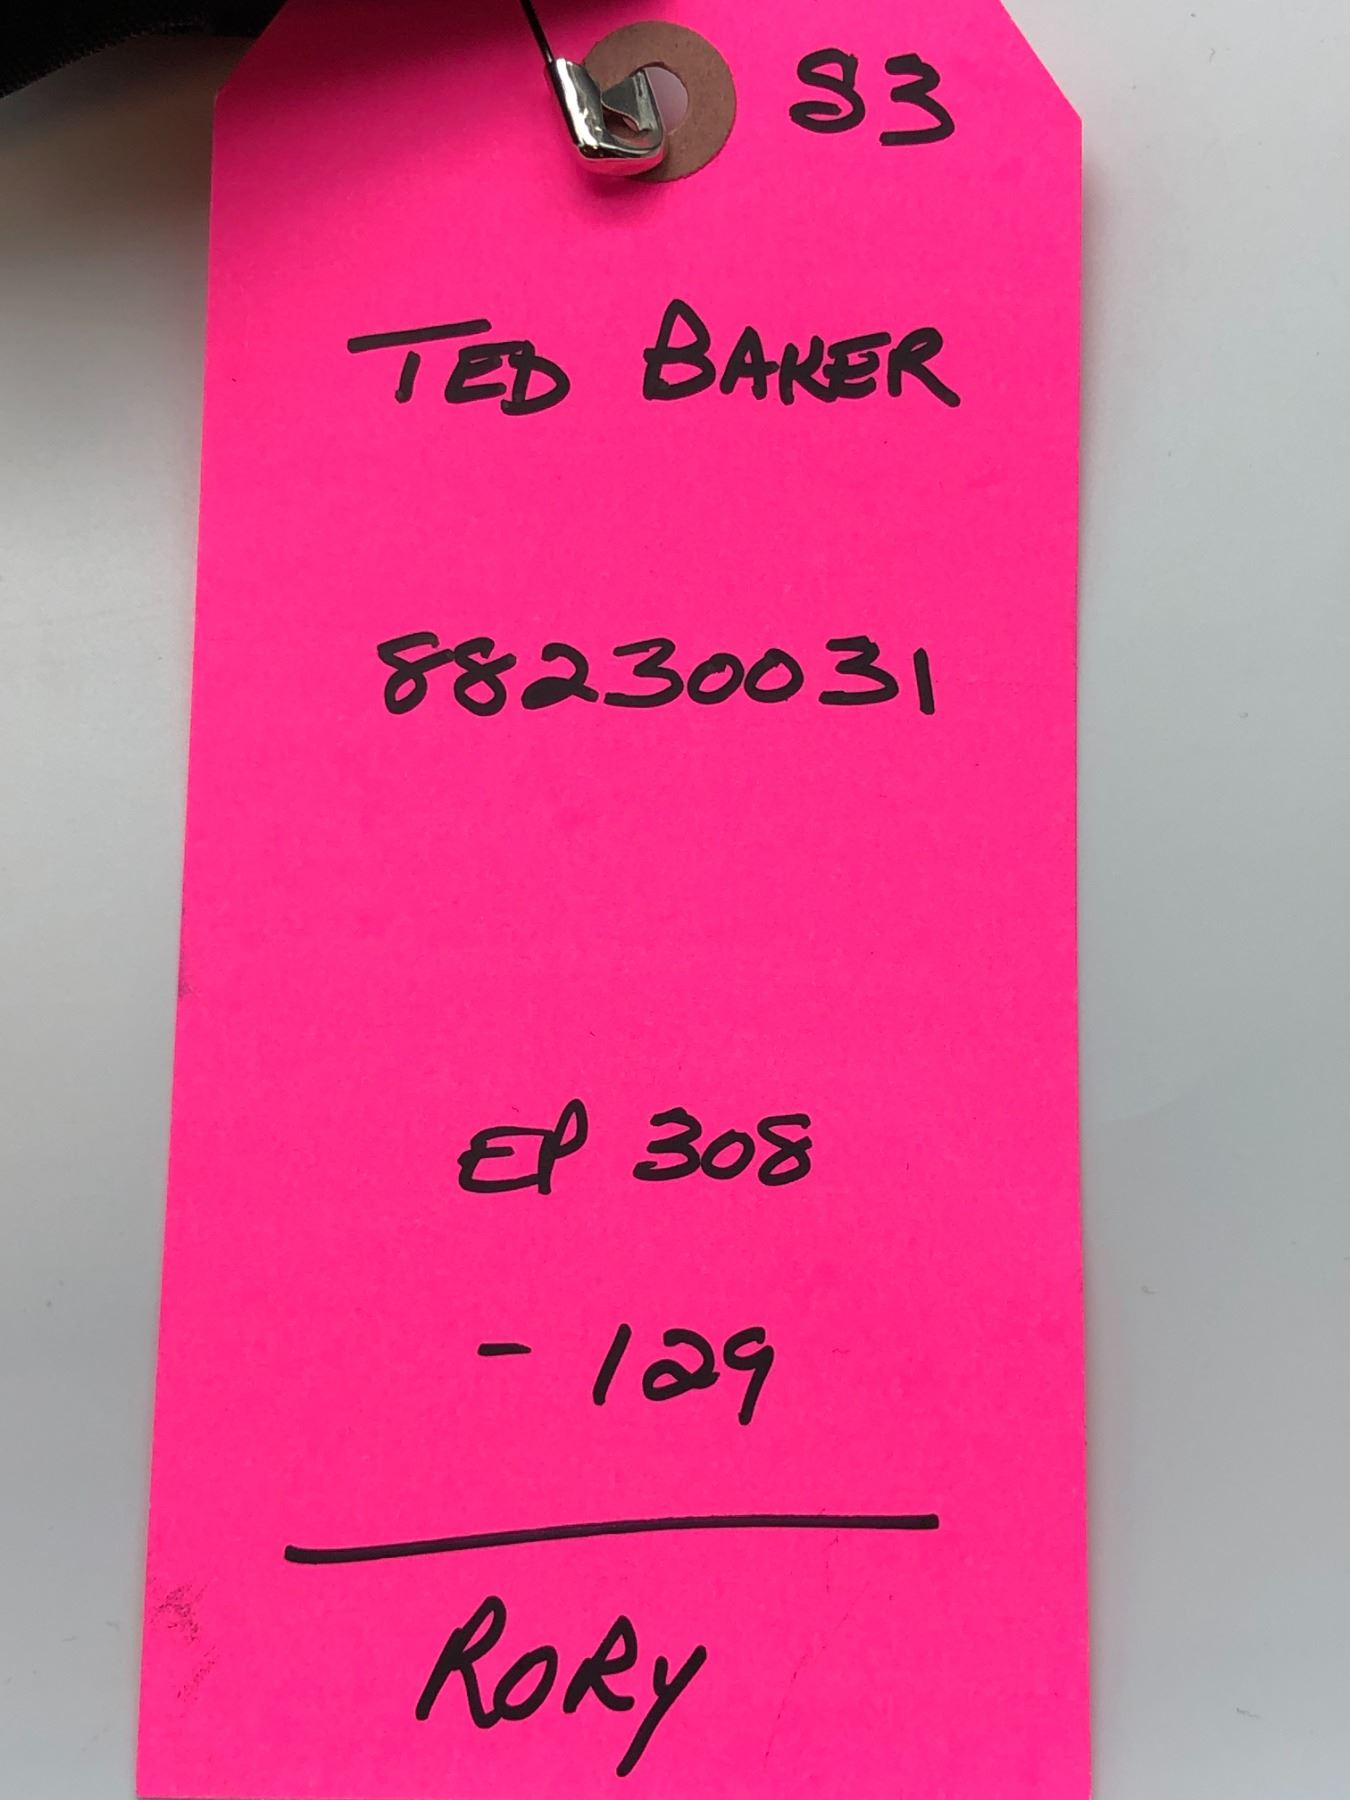 S3
TED BAKER
88230031
EP 308
- 129
RORY